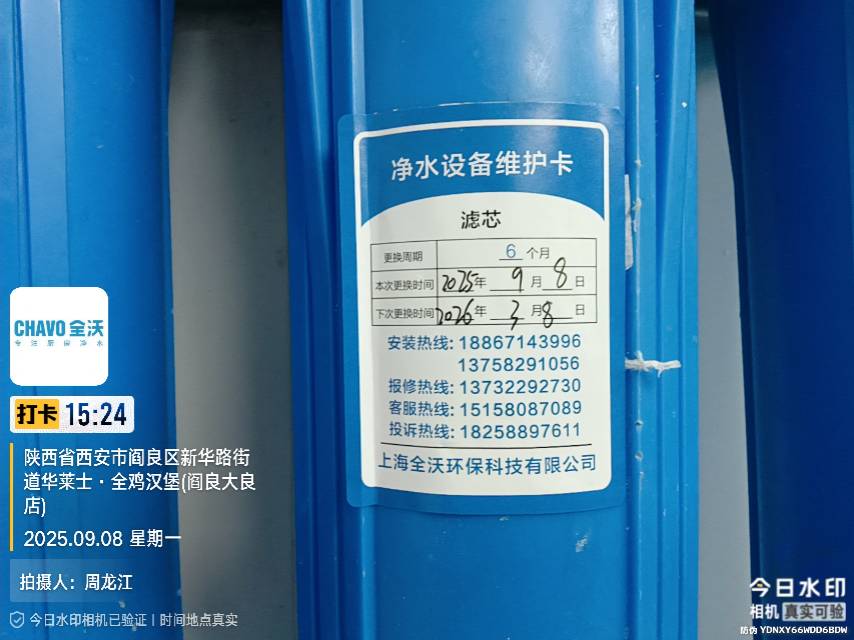 净水设备维护卡
滤芯
更换周期 6 个月
本次更换时间 2025年 9 月 8 日
下次更换时间 2026年 3 月 8 日
安装热线: 18867143996
13758291056
报修热线: 13732292730
客服热线: 15158087089
投诉热线: 18258897611
上海全沃环保科技有限公司
CHAVO 全沃
专注厨房净水
打卡 15:24
陕西省西安市阎良区新华路街
道华莱士·全鸡汉堡(阎良大良
店)
2025.09.08 星期一
拍摄人: 周龙江
今日水印相机已验证 | 时间地点真实
今日水印
相机 真实可验
防伪 YDNXY66WDD6BDW